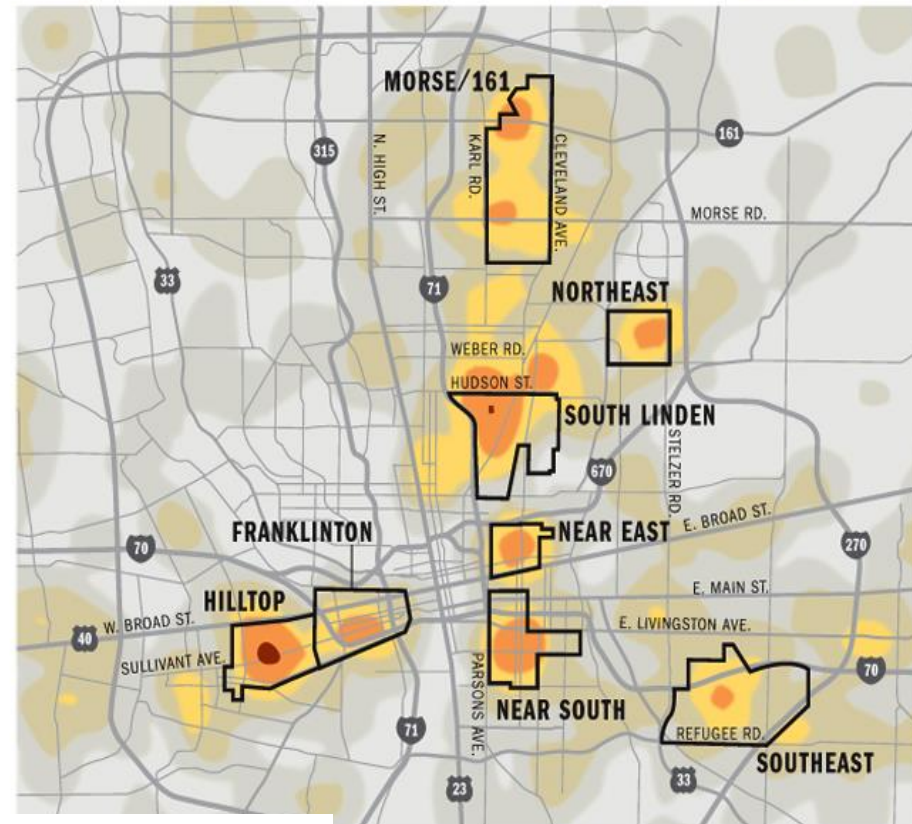 MORSE/161
161
315
N. HIGH ST.
KARL RD.
CLEVELAND AVE.
MORSE RD.
33
71
NORTHEAST
WEBER RD.
HUDSON ST.
SOUTH LINDEN
STELZER RD.
670
FRANKLINTON
NEAR EAST
E. BROAD ST.
70
270
E. MAIN ST.
HILLTOP
W. BROAD ST.
E. LIVINGSTON AVE.
40
SULLIVANT AVE.
70
PARSONS AVE.
NEAR SOUTH
71
REFUGEE RD.
SOUTHEAST
33
23